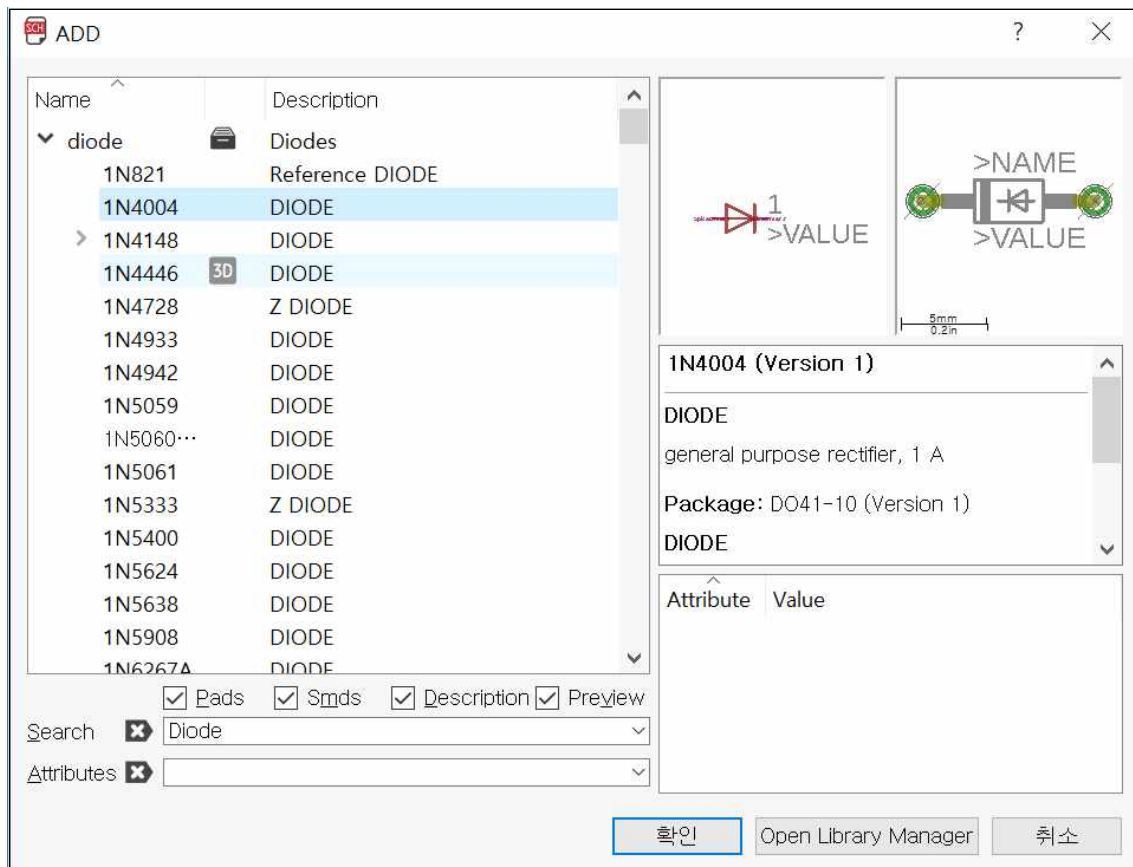 SCH ADD ?
Name Description
diode Diodes
1N821 Reference DIODE
1N4004 DIODE
1N4148 DIODE
1N4446 3D DIODE
1N4728 Z DIODE
1N4933 DIODE
1N4942 DIODE
1N5059 DIODE
1N5060··· DIODE
1N5061 DIODE
1N5333 Z DIODE
1N5400 DIODE
1N5624 DIODE
1N5638 DIODE
1N5908 DIODE
1N6267A DIODE
Pads Smds Description Preview
Search Diode
Attributes
1
>VALUE
>NAME
>VALUE
5mm
0.2in
1N4004 (Version 1)
DIODE
general purpose rectifier, 1 A
Package: DO41-10 (Version 1)
DIODE
Attribute Value
확인 Open Library Manager 취소